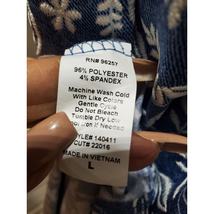 RN# 96257
96% POLYESTER
4% SPANDEX
Machine Wash Cold
With Like Colors
Gentle Cycle
Do Not Bleach
Tumble Dry Low
Iron If Needed
STYLE# 140411
CUT# 22016
MADE IN VIETNAM
L